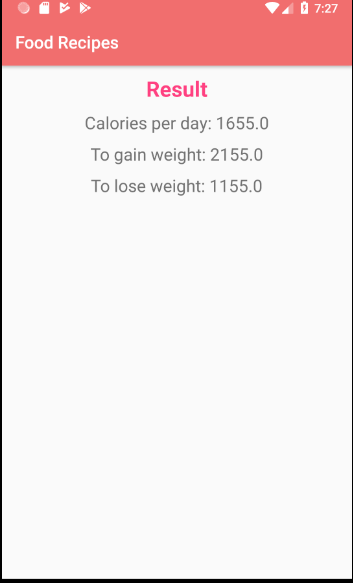 7:27
Food Recipes
Result
Calories per day: 1655.0
To gain weight: 2155.0
To lose weight: 1155.0